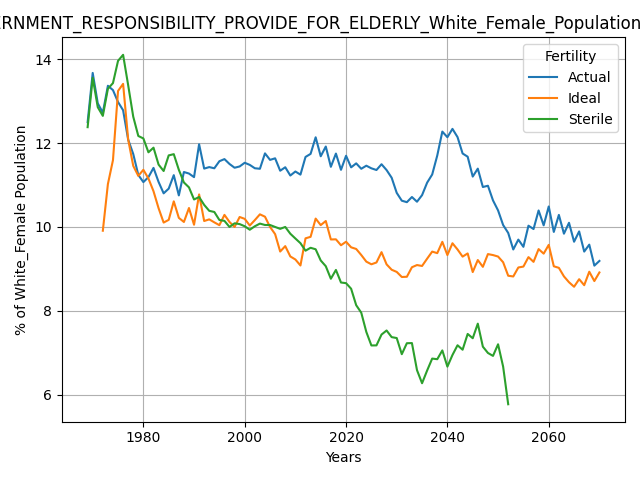 ERNMENT_RESPONSIBILITY_PROVIDE_FOR_ELDERLY_White_Female_Population
14
12
10
8
6
% of White_Female Population
1980
2000
2020
2040
2060
Years
Fertility
Actual
Ideal
Sterile